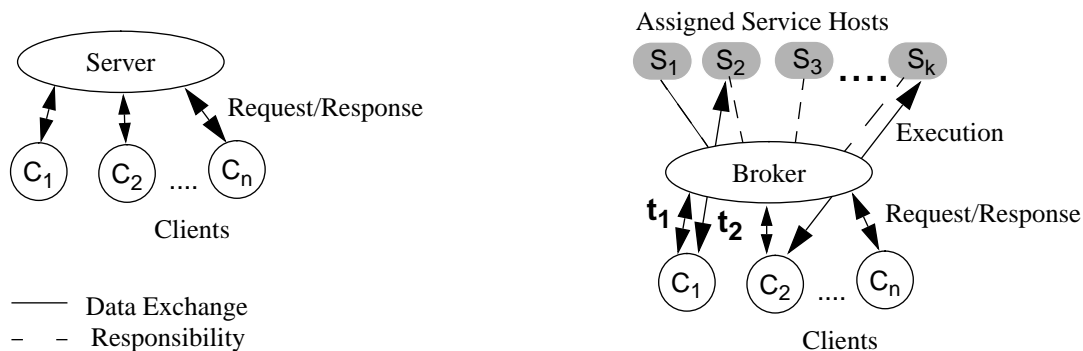 Server
Request/Response
C1 C2 .... Cn
Clients
Data Exchange
Responsibility
Assigned Service Hosts
S1 S2 S3 .... Sk
Execution
Broker
t1 t2
Request/Response
C1 C2 .... Cn
Clients